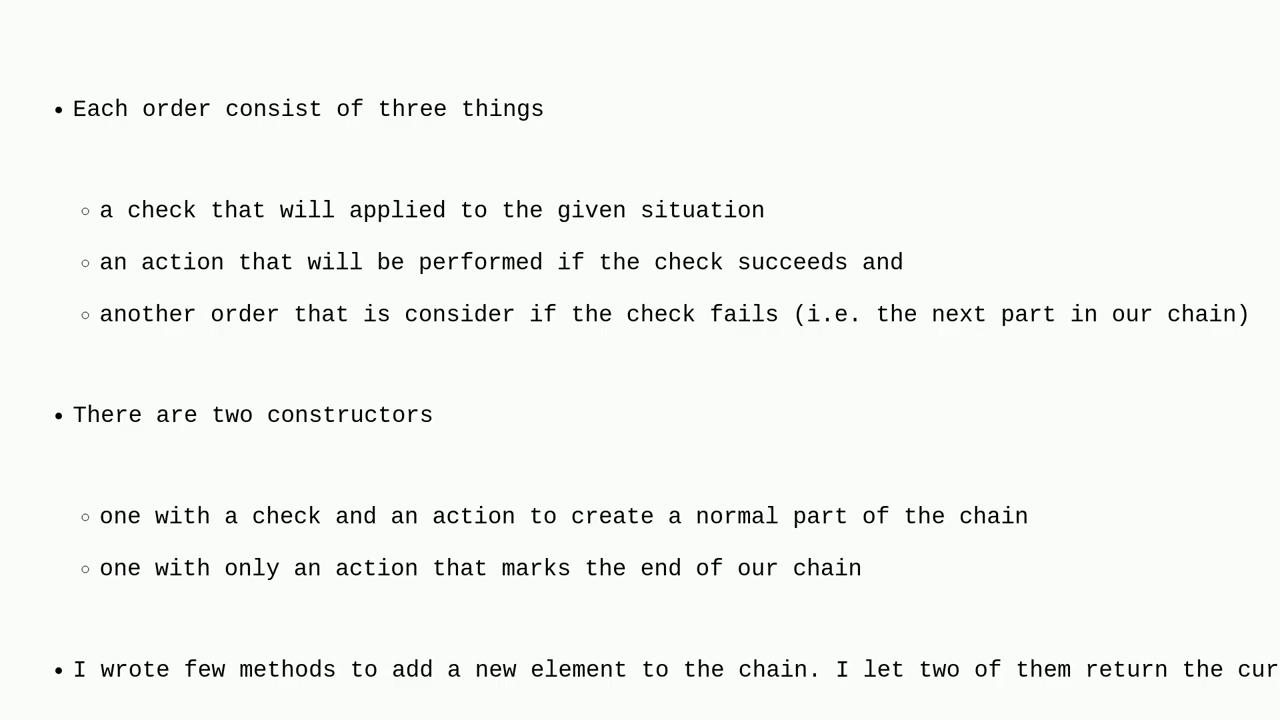 • Each order consist of three things
○ a check that will applied to the given situation
○ an action that will be performed if the check succeeds and
○ another order that is consider if the check fails (i.e. the next part in our chain)
• There are two constructors
○ one with a check and an action to create a normal part of the chain
○ one with only an action that marks the end of our chain
• I wrote few methods to add a new element to the chain. I let two of them return the cur